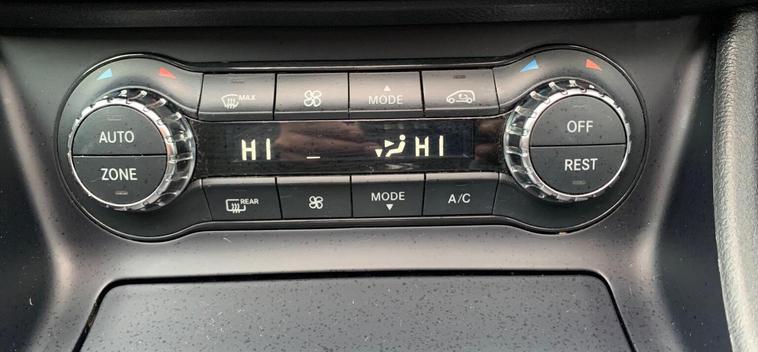 MAX
MODE
AUTO
ZONE
HI
HI
OFF
REST
REAR
MODE
A/C